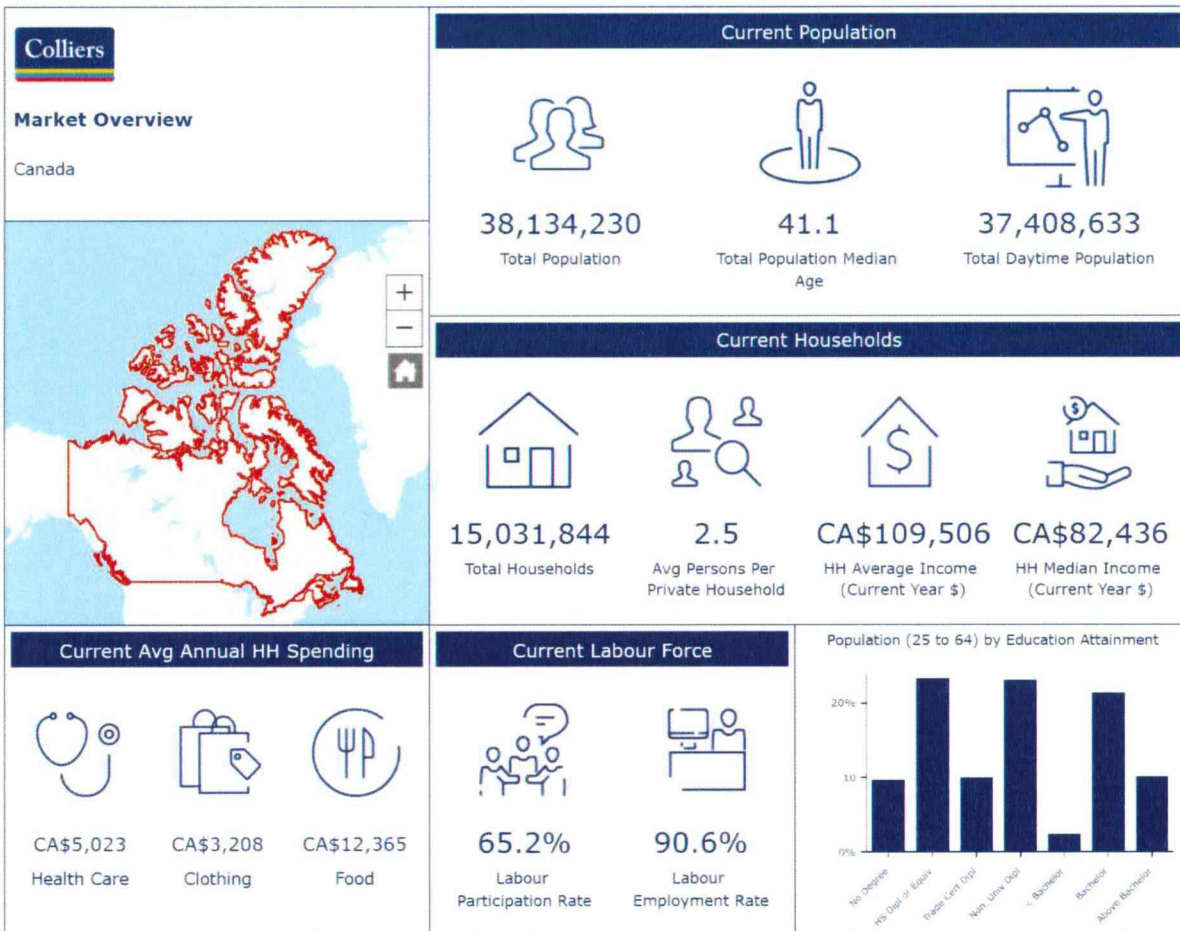 Colliers
Market Overview
Canada
+
−
Current Population
38,134,230
Total Population
41.1
Total Population Median
Age
37,408,633
Total Daytime Population
Current Households
$
$
15,031,844
Total Households
2.5
Avg Persons Per
Private Household
CA$109,506
HH Average Income
(Current Year $)
CA$82,436
HH Median Income
(Current Year $)
Current Avg Annual HH Spending
CA$5,023
Health Care
CA$3,208
Clothing
CA$12,365
Food
Current Labour Force
65.2%
Labour
Participation Rate
90.6%
Labour
Employment Rate
Population (25 to 64) by Education Attainment
20%
10
0%
No Degree
HS Dipl or Equiv
Trade Cert Dipl
Non -Univ Dipl
< Bachelor
Bachelor
Above Bachelor